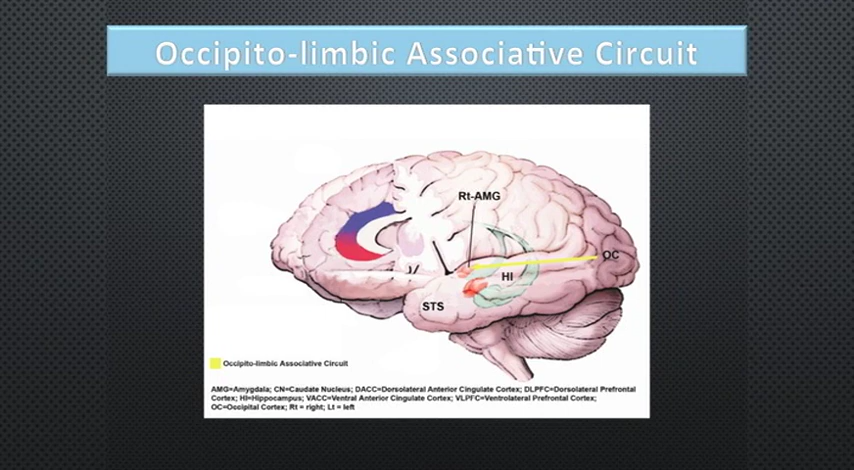 Occipito-limbic Associative Circuit
Rt-AMG
OC
HI
STS
Occipito-limbic Associative Circuit
AMG=Amygdala; CN=Caudate Nucleus; DACC=Dorsolateral Anterior Cingulate Cortex; DLPFC=Dorsolateral Prefrontal
Cortex; HI=Hippocampus; VACC=Ventral Anterior Cingulate Cortex; VLPFC=Ventrolateral Prefrontal Cortex;
OC=Occipital Cortex; Rt = right; Lt = left